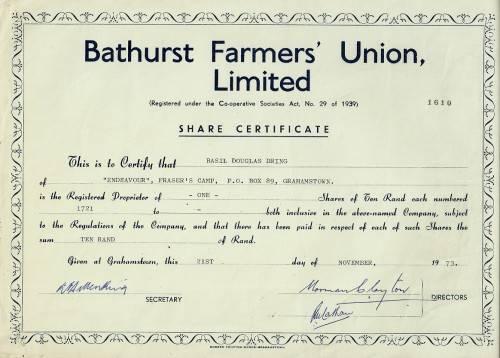 Bathurst Farmers' Union,
Limited
(Registered under the Co-operative Societies Act, No. 29 of 1939)
1610
SHARE CERTIFICATE
This is to Certify that BASIL DOUGLAS DRING
of "ENDEAVOUR", FRASER'S CAMP, P.O. BOX 89, GRAHAMSTOWN.
is the Registered Proprietor of - ONE - Shares of Ten Rand each numbered
1721 to - both inclusive in the above-named Company, subject
to the Regulations of the Company, and that there has been paid in respect of each of such Shares the
sum TEN RAND of Rand.
Given at Grahamstown, this 21ST day of NOVEMBER, 1973.
Norman Clayton
SECRETARY
DIRECTORS